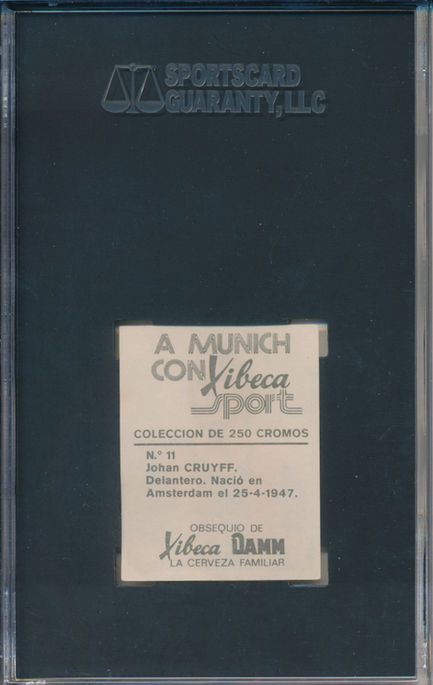 SPORTSCARD
GUARANTY, LLC
A MUNICH
CON Xibeca
sport
COLECCION DE 250 CROMOS
N.° 11
Johan CRUYFF.
Delantero. Nació en
Amsterdam el 25-4-1947.
OBSEQUIO DE
Xibeca DAMM
LA CERVEZA FAMILIAR